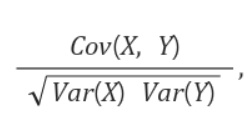 Cov(X, Y)
√Var(X) Var(Y) ,